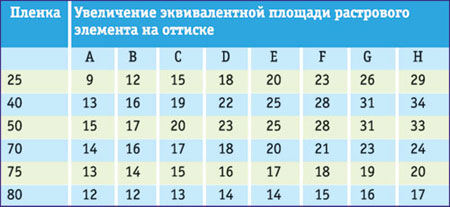 Пленка Увеличение эквивалентной площади растрового
элемента на оттиске
A B C D E F G H
25 9 12 15 18 20 23 26 29
40 13 16 19 22 25 28 31 34
50 15 17 20 23 25 28 31 33
70 14 16 17 18 20 21 23 24
75 13 14 15 16 17 18 19 20
80 12 12 13 14 14 15 16 17